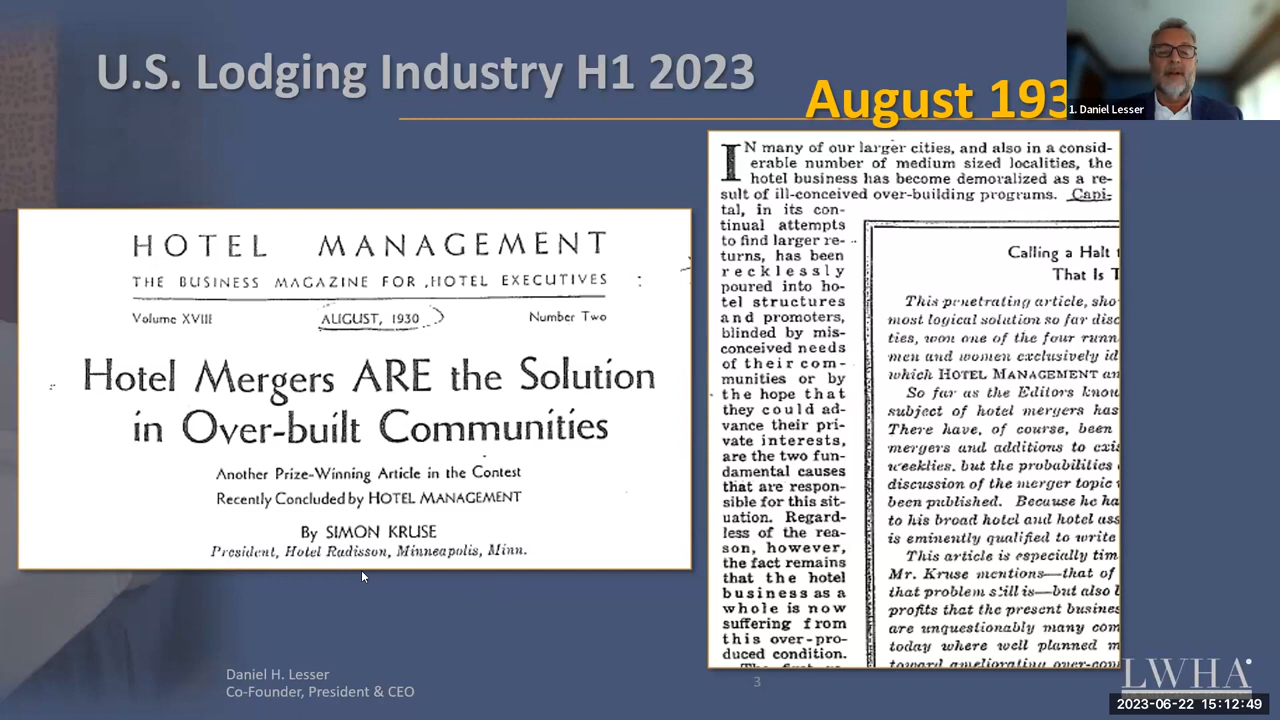 U.S. Lodging Industry H1 2023
August 193
1. Daniel Lesser
HOTEL MANAGEMENT
THE BUSINESS MAGAZINE FOR HOTEL EXECUTIVES
Volume XVIII AUGUST, 1930 Number Two
Hotel Mergers ARE the Solution
in Over-built Communities
Another Prize-Winning Article in the Contest
Recently Concluded by HOTEL MANAGEMENT
By SIMON KRUSE
President, Hotel Radisson, Minneapolis, Minn.
IN many of our larger cities, and also in a consid-
erable number of medium sized localities, the
hotel business has become demoralized as a re-
sult of ill-conceived over-building programs. Capi-
tal, in its con-
tinual attempts
to find larger re-
turns, has been
recklessly
poured into ho-
tel structures
and promoters,
blinded by mis-
conceived needs
of their com-
munities or by
the hope that
they could ad-
vance their pri-
vate interests,
are the two fun-
damental causes
that are respon-
sible for this sit-
uation. Regard-
less of the rea-
son, however,
the fact remains
that the hotel
business as a
whole is now
suffering from
this over-pro-
duced condition.
Calling a Halt
That Is
This penetrating article, sho
most logical solution so far disc
ties, won one of the four runn
men and women exclusively id
which HOTEL MANAGEMENT an
So far as the Editors know
subject of hotel mergers has
There have, of course, been
mergers and additions to exis
weeklies, but the probabilities
discussion of the merger topic
been published. Because he ha
to his broad hotel and hotel ass
is eminently qualified to write
This article is especially tim
Mr. Kruse mentions—that of
that problem still is—but also
profits that the present busines
are unquestionably many com
today where well planned m
toward ameliorating over-con
Daniel H. Lesser
Co-Founder, President & CEO
3
LWHA
2023-06-22 15:12:49